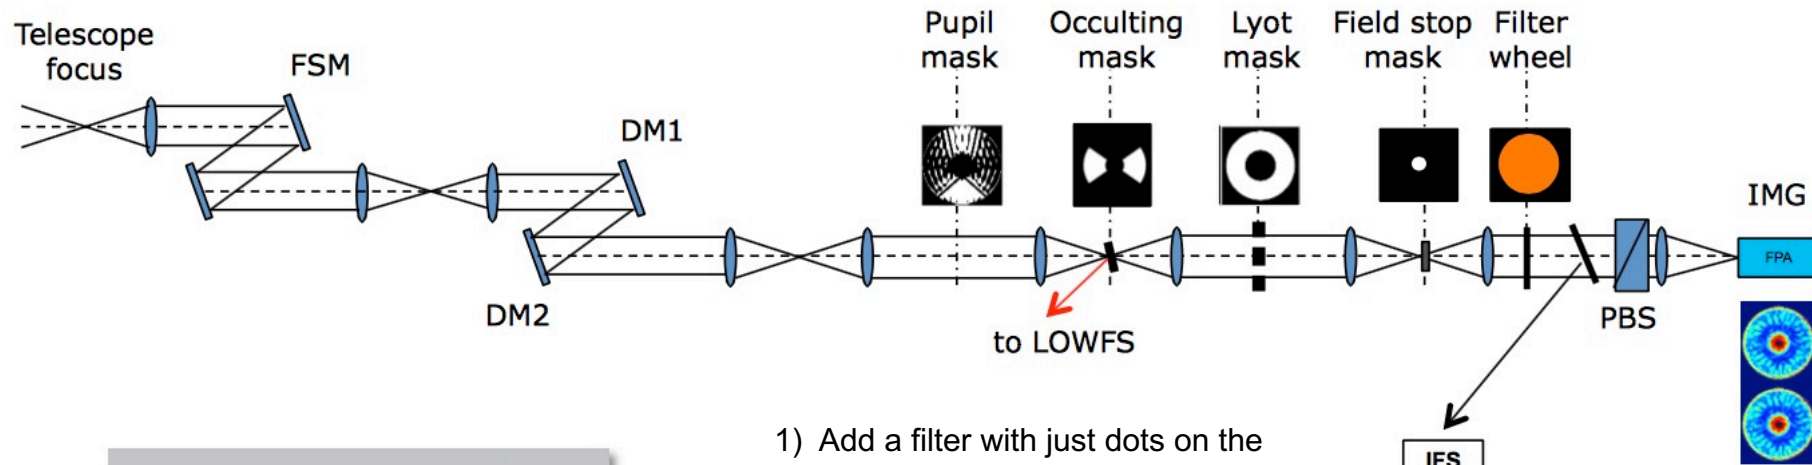 Telescope
focus
FSM
DM1
DM2
Pupil
mask
Occulting
mask
Lyot
mask
Field stop
mask
Filter
wheel
IMG
FPA
PBS
to LOWFS
1) Add a filter with just dots on the
IFS